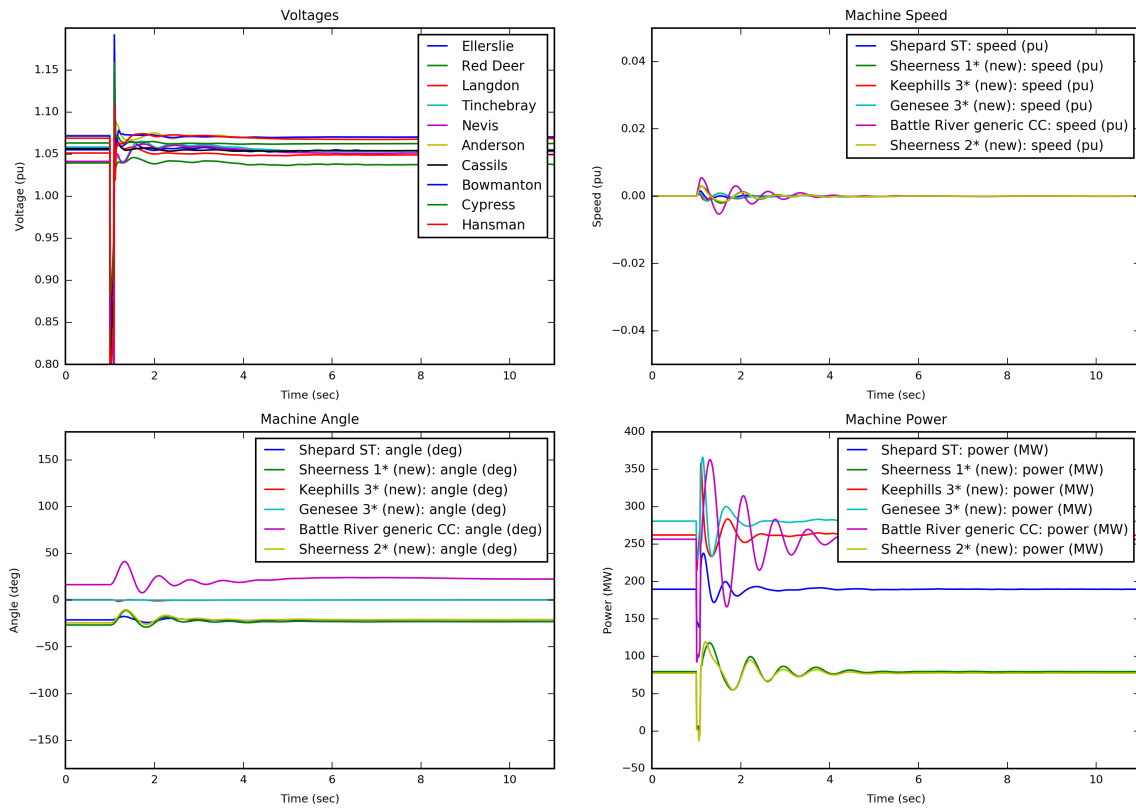 Voltages
1.15
1.10
1.05
1.00
0.95
0.90
0.85
0.80
Voltage (pu)
Ellerslie
Red Deer
Langdon
Tinchebray
Nevis
Anderson
Cassils
Bowmanton
Cypress
Hansman
0 2 4 6 8 10
Time (sec)
Machine Speed
0.04
0.02
0.00
−0.02
−0.04
Speed (pu)
Shepard ST: speed (pu)
Sheerness 1* (new): speed (pu)
Keephills 3* (new): speed (pu)
Genesee 3* (new): speed (pu)
Battle River generic CC: speed (pu)
Sheerness 2* (new): speed (pu)
0 2 4 6 8 10
Time (sec)
Machine Angle
150
100
50
0
−50
−100
−150
Angle (deg)
Shepard ST: angle (deg)
Sheerness 1* (new): angle (deg)
Keephills 3* (new): angle (deg)
Genesee 3* (new): angle (deg)
Battle River generic CC: angle (deg)
Sheerness 2* (new): angle (deg)
0 2 4 6 8 10
Time (sec)
Machine Power
400
350
300
250
200
150
100
50
0
−50
Power (MW)
Shepard ST: power (MW)
Sheerness 1* (new): power (MW)
Keephills 3* (new): power (MW)
Genesee 3* (new): power (MW)
Battle River generic CC: power (MW)
Sheerness 2* (new): power (MW)
0 2 4 6 8 10
Time (sec)